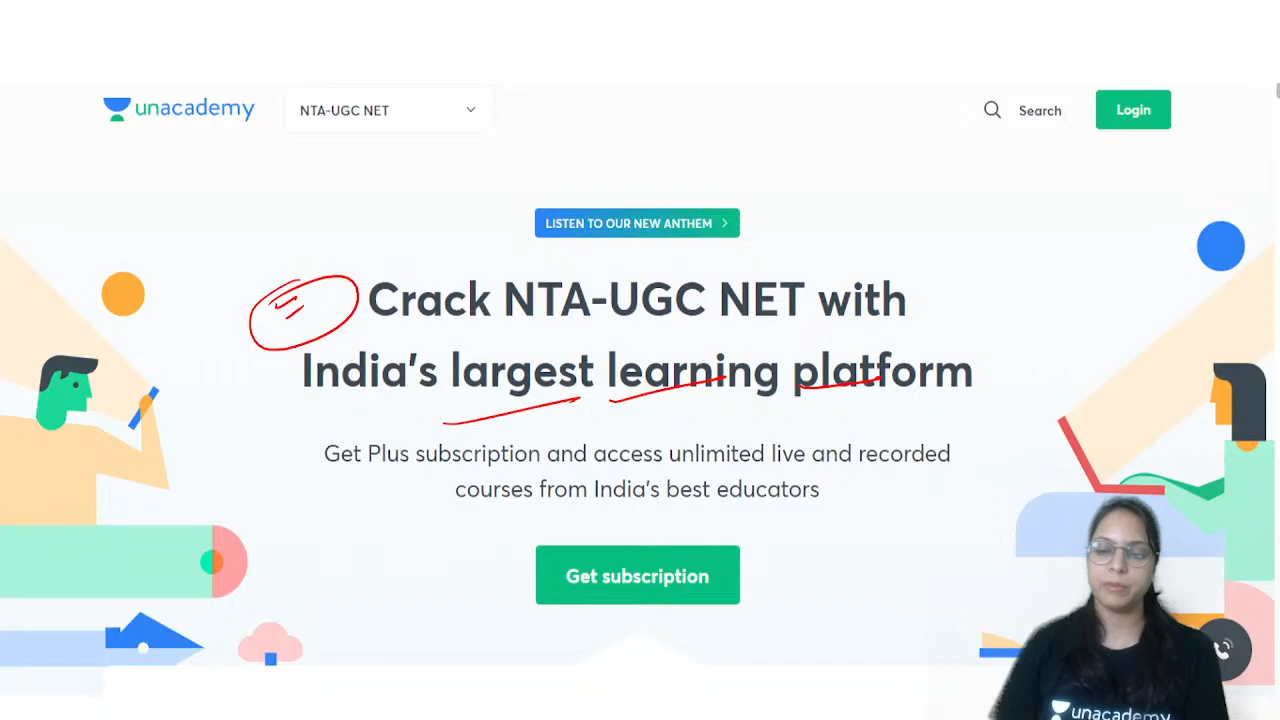 unacademy
NTA-UGC NET
Search
Login
LISTEN TO OUR NEW ANTHEM
Crack NTA-UGC NET with
India's largest learning platform
Get Plus subscription and access unlimited live and recorded
courses from India's best educators
Get subscription
unacademy